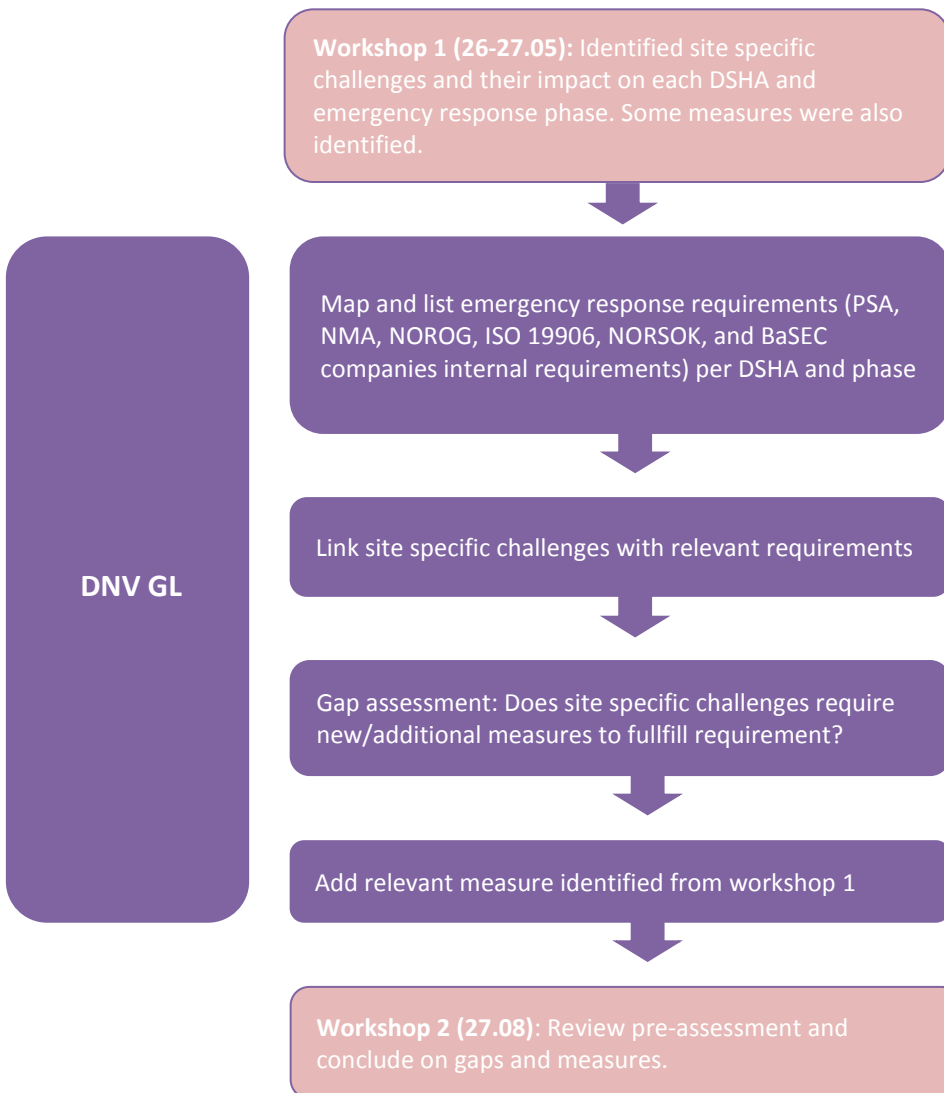 Workshop 1 (26-27.05): Identified site specific
challenges and their impact on each DSHA and
emergency response phase. Some measures were also
identified.
Map and list emergency response requirements (PSA,
NMA, NOROG, ISO 19906, NORSOK, and BaSEC
companies internal requirements) per DSHA and phase
Link site specific challenges with relevant requirements
DNV GL
Gap assessment: Does site specific challenges require
new/additional measures to fullfill requirement?
Add relevant measure identified from workshop 1
Workshop 2 (27.08): Review pre-assessment and
conclude on gaps and measures.